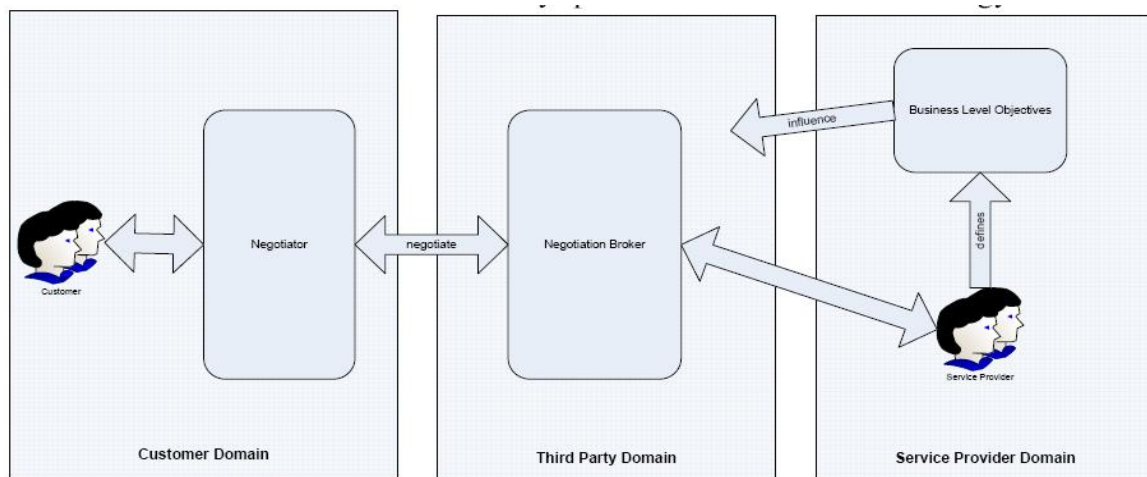 Customer
Negotiator
negotiate
Customer Domain
Negotiation Broker
Third Party Domain
influence
Business Level Objectives
defines
Service Provider
Service Provider Domain